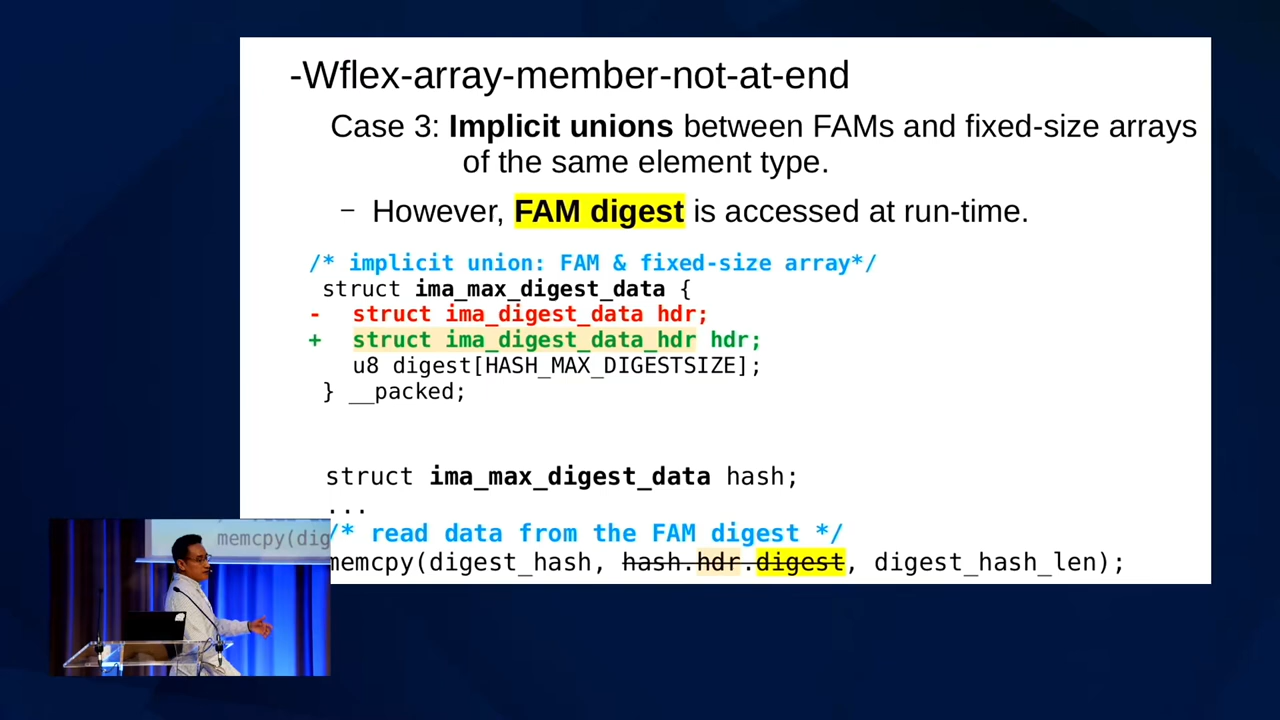 -Wflex-array-member-not-at-end
Case 3: Implicit unions between FAMs and fixed-size arrays
of the same element type.
– However, FAM digest is accessed at run-time.
/* implicit union: FAM & fixed-size array*/
struct ima_max_digest_data {
- struct ima_digest_data hdr;
+ struct ima_digest_data_hdr hdr;
u8 digest[HASH_MAX_DIGESTSIZE];
} __packed;
struct ima_max_digest_data hash;
...
/* read data from the FAM digest */
memcpy(digest_hash, hash.hdr.digest, digest_hash_len);
memcpy(dig